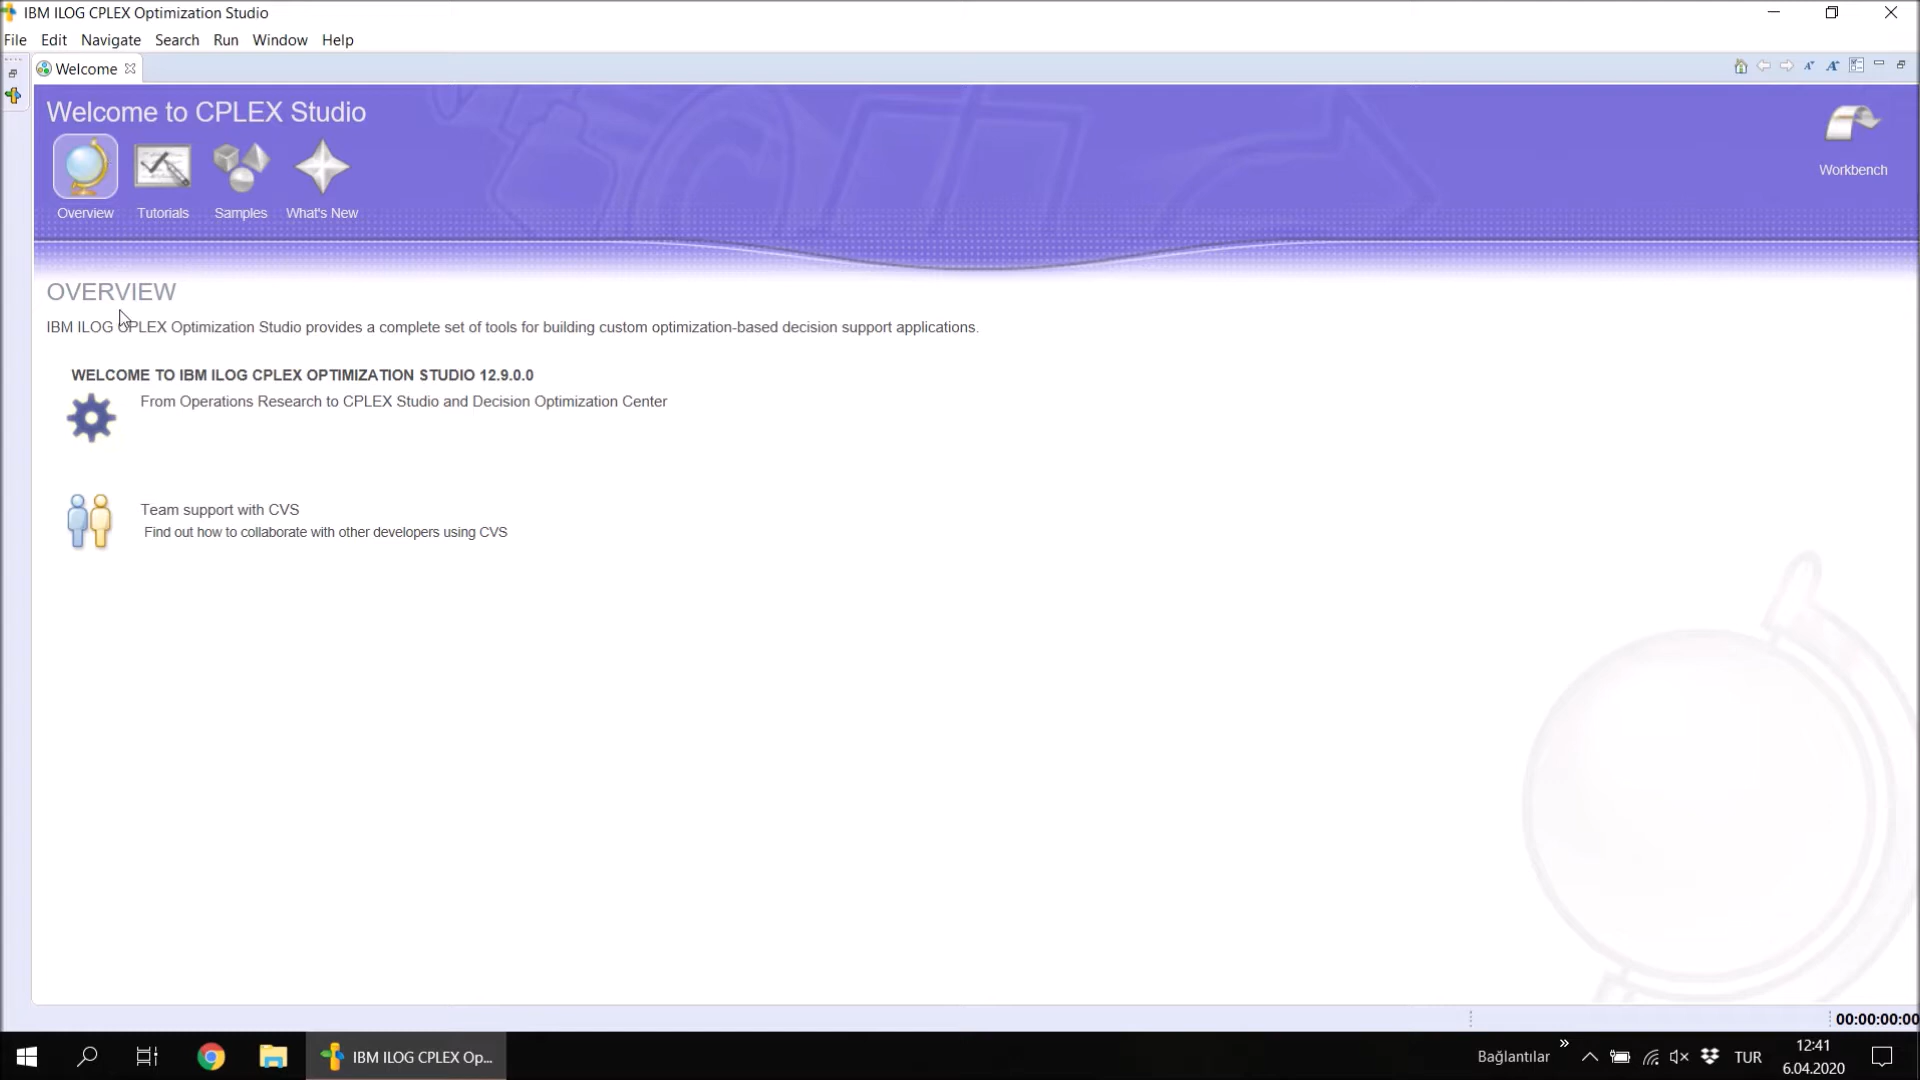 IBM ILOG CPLEX Optimization Studio
File Edit Navigate Search Run Window Help
Welcome
Welcome to CPLEX Studio
Overview Tutorials Samples What's New
Workbench
OVERVIEW
IBM ILOG CPLEX Optimization Studio provides a complete set of tools for building custom optimization-based decision support applications.
WELCOME TO IBM ILOG CPLEX OPTIMIZATION STUDIO 12.9.0.0
From Operations Research to CPLEX Studio and Decision Optimization Center
Team support with CVS
Find out how to collaborate with other developers using CVS
00:00:00:00
IBM ILOG CPLEX Op...
Bağlantılar
TUR
12:41
6.04.2020